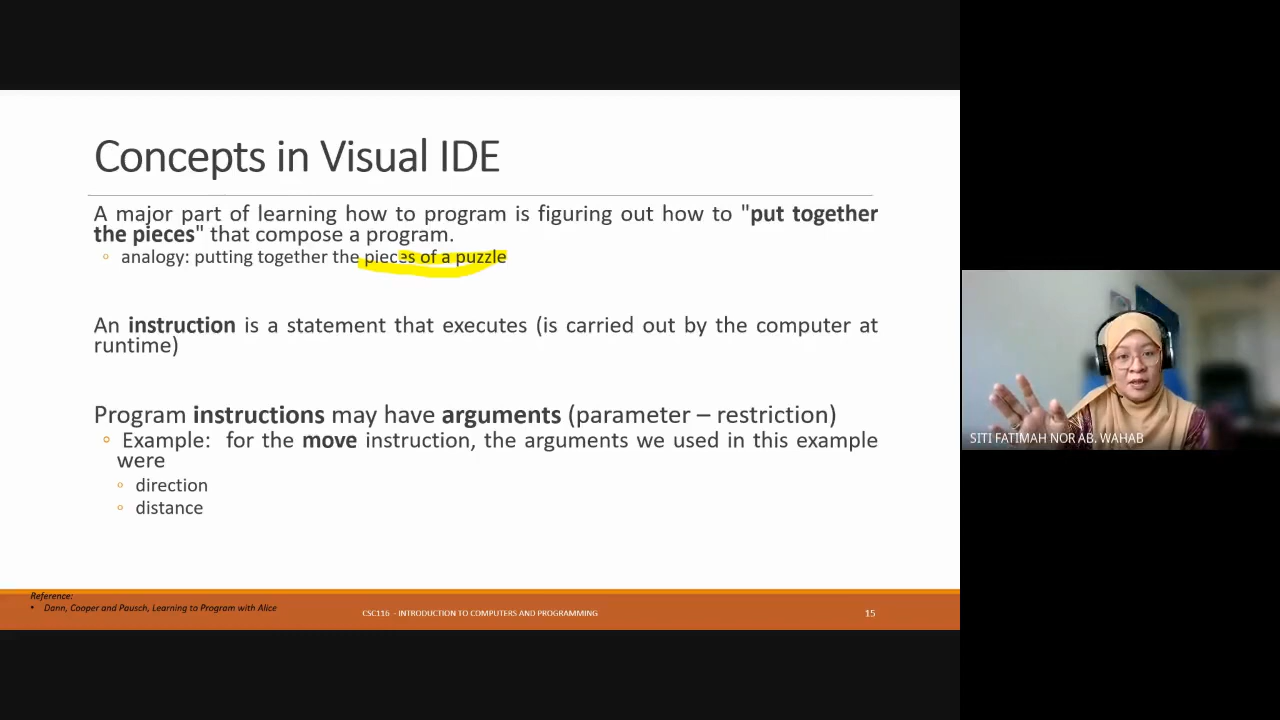 Concepts in Visual IDE
A major part of learning how to program is figuring out how to "put together
the pieces" that compose a program.
◦ analogy: putting together the pieces of a puzzle
An instruction is a statement that executes (is carried out by the computer at
runtime)
Program instructions may have arguments (parameter – restriction)
◦ Example: for the move instruction, the arguments we used in this example
were
◦ direction
◦ distance
SITI FATIMAH NOR AB. WAHAB
Reference:
• Dann, Cooper and Pausch, Learning to Program with Alice
CSC116 - INTRODUCTION TO COMPUTERS AND PROGRAMMING
15